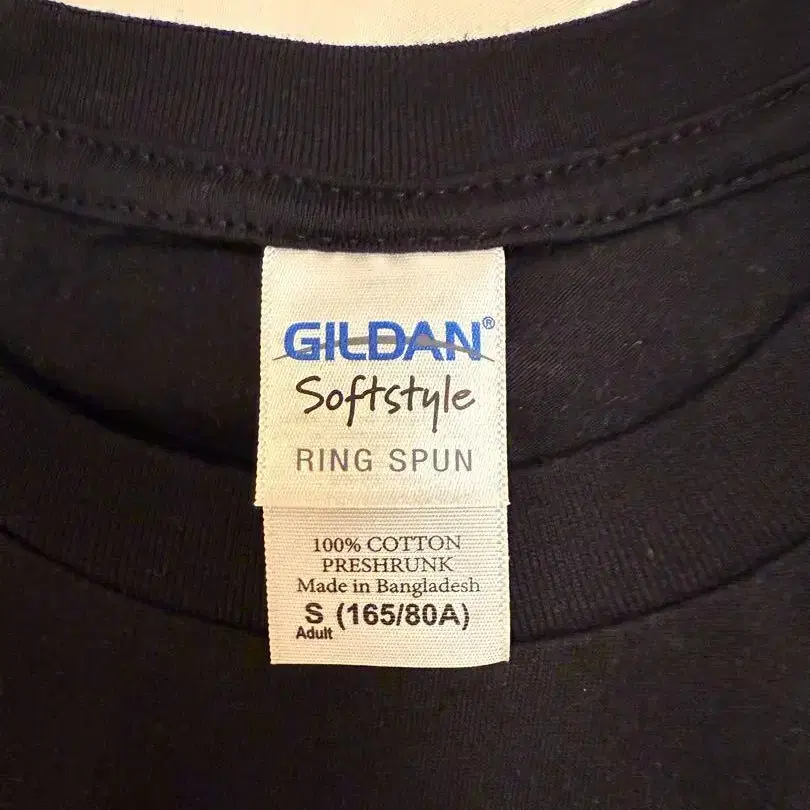 GILDAN®
Softstyle
RING SPUN
100% COTTON
PRESHRUNK
Made in Bangladesh
S (165/80A)
Adult